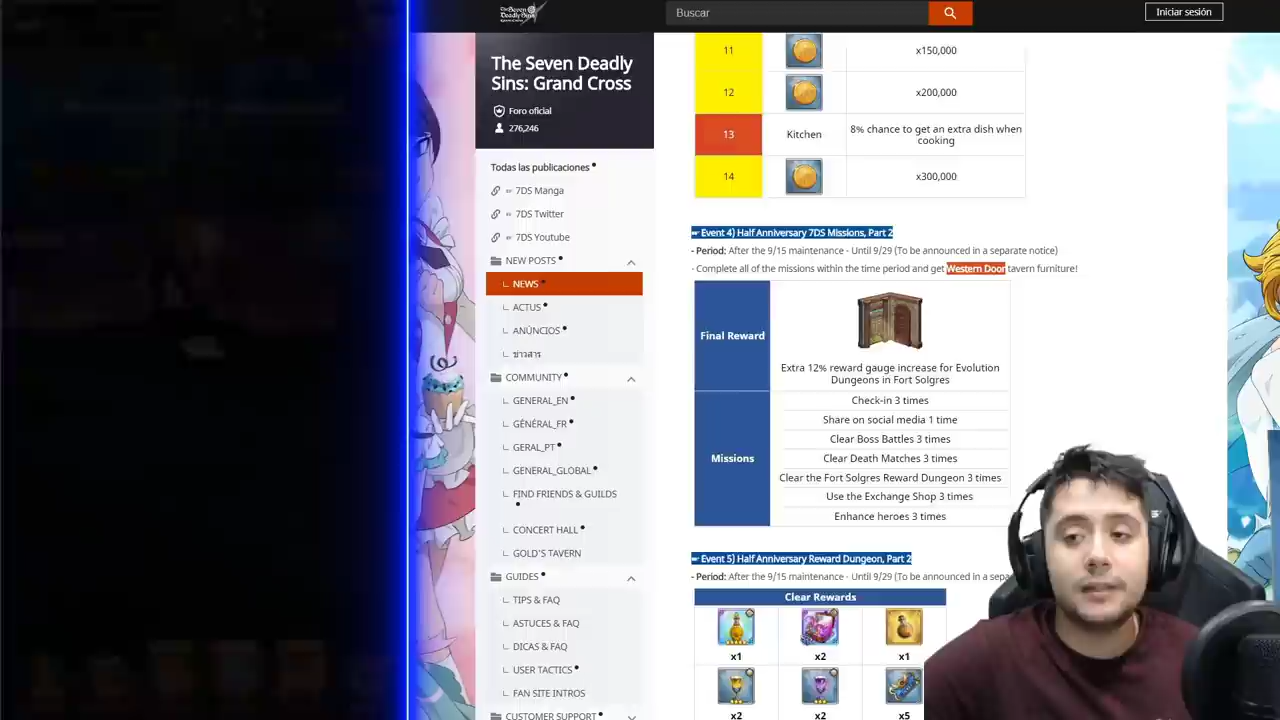 The Seven
Deadly Sins
Buscar
Iniciar sesión
The Seven Deadly
Sins: Grand Cross
Foro oficial
276,246
Todas las publicaciones
7DS Manga
7DS Twitter
7DS Youtube
NEW POSTS
NEWS
ACTUS
ANÚNCIOS
ข่าวสาร
COMMUNITY
GENERAL_EN
GÉNÉRAL_FR
GERAL_PT
GENERAL_GLOBAL
FIND FRIENDS & GUILDS
CONCERT HALL
GOLD'S TAVERN
GUIDES
TIPS & FAQ
ASTUCES & FAQ
DICAS & FAQ
USER TACTICS
FAN SITE INTROS
CUSTOMER SUPPORT
11 x150,000
12 x200,000
13 Kitchen 8% chance to get an extra dish when
cooking
14 x300,000
Event 4) Half Anniversary 7DS Missions, Part 2
- Period: After the 9/15 maintenance - Until 9/29 (To be announced in a separate notice)
- Complete all of the missions within the time period and get Western Door tavern furniture!
Final Reward
Extra 12% reward gauge increase for Evolution
Dungeons in Fort Solgres
Missions
Check-in 3 times
Share on social media 1 time
Clear Boss Battles 3 times
Clear Death Matches 3 times
Clear the Fort Solgres Reward Dungeon 3 times
Use the Exchange Shop 3 times
Enhance heroes 3 times
Event 5) Half Anniversary Reward Dungeon, Part 2
- Period: After the 9/15 maintenance - Until 9/29 (To be announced in a sepa
Clear Rewards
x1 x2 x1
x2 x2 x5